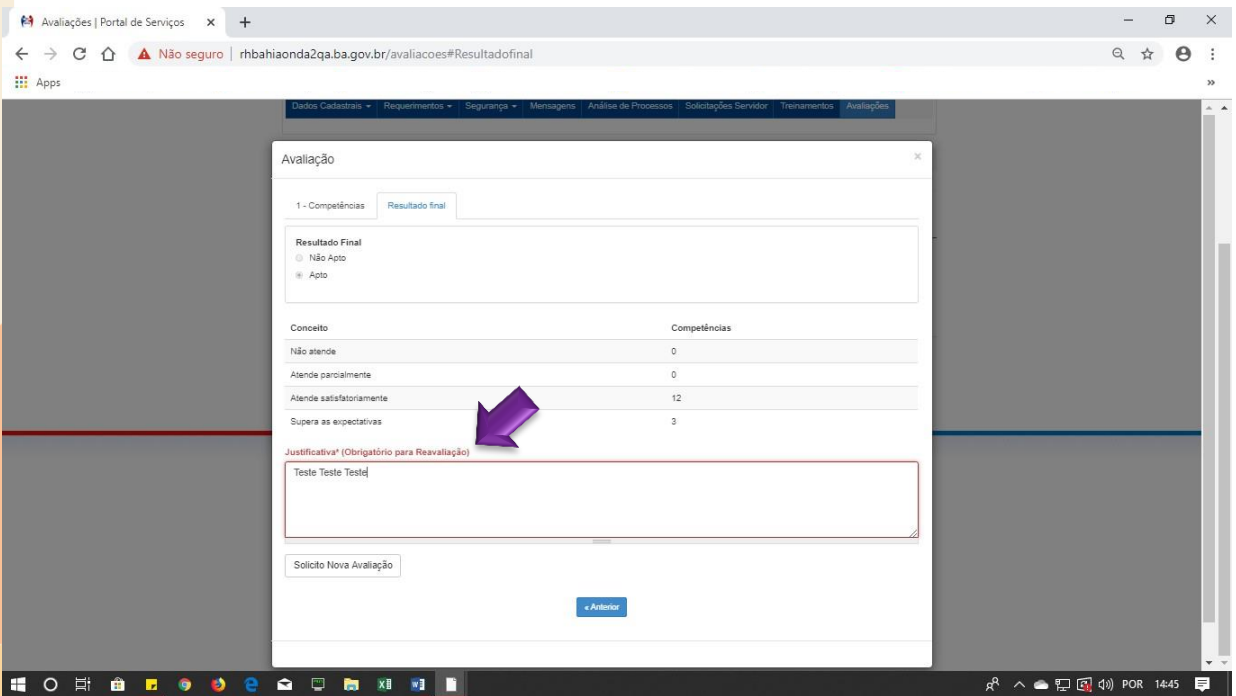 Avaliações | Portal de Serviços
Não seguro | rhbahiaonda2qa.ba.gov.br/avaliacoes#Resultadofinal
Apps
Dados Cadastrais Requerimentos Segurança Mensagens Análise de Processos Solicitações Servidor Treinamentos Avaliações
Avaliação
1 - Competências Resultado final
Resultado Final
Não Apto
Apto
Conceito Competências
Não atende 0
Atende parcialmente 0
Atende satisfatoriamente 12
Supera as expectativas 3
Justificativa* (Obrigatório para Reavaliação)
Teste Teste Teste
Solicito Nova Avaliação
« Anterior
POR 14:45